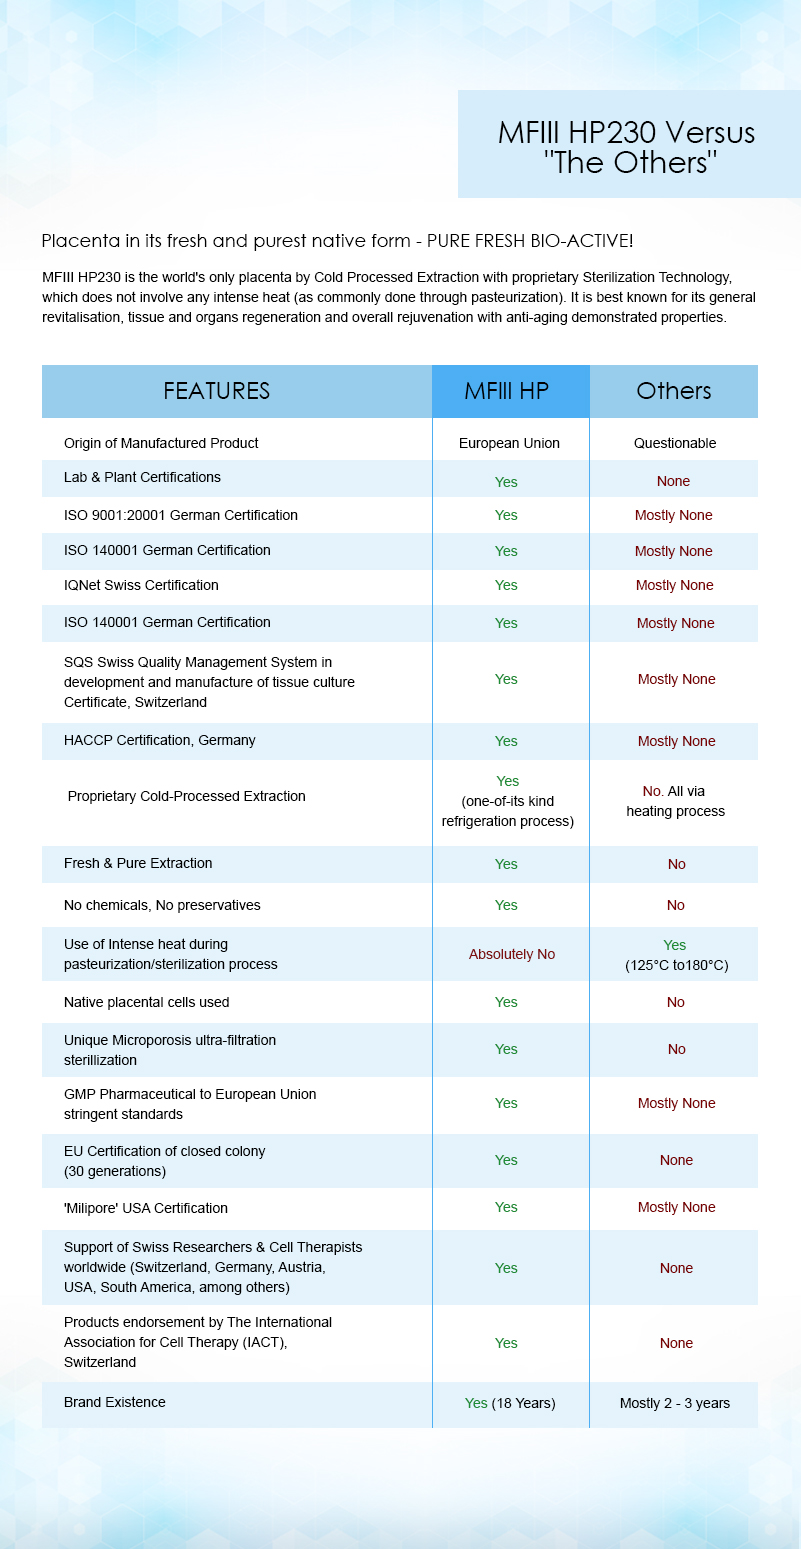 MFIII HP230 Versus
"The Others"
Placenta in its fresh and purest native form - PURE FRESH BIO-ACTIVE!
MFIII HP230 is the world's only placenta by Cold Processed Extraction with proprietary Sterilization Technology,
which does not involve any intense heat (as commonly done through pasteurization). It is best known for its general
revitalisation, tissue and organs regeneration and overall rejuvenation with anti-aging demonstrated properties.
FEATURES MFIII HP Others
Origin of Manufactured Product European Union Questionable
Lab & Plant Certifications Yes None
ISO 9001:20001 German Certification Yes Mostly None
ISO 140001 German Certification Yes Mostly None
IQNet Swiss Certification Yes Mostly None
ISO 140001 German Certification Yes Mostly None
SQS Swiss Quality Management System in
development and manufacture of tissue culture
Certificate, Switzerland
Yes Mostly None
HACCP Certification, Germany Yes Mostly None
Proprietary Cold-Processed Extraction
Yes
(one-of-its kind
refrigeration process)
No. All via
heating process
Fresh & Pure Extraction Yes No
No chemicals, No preservatives Yes No
Use of Intense heat during
pasteurization/sterilization process
Absolutely No
Yes
(125°C to180°C)
Native placental cells used Yes No
Unique Microporosis ultra-filtration
sterillization
Yes No
GMP Pharmaceutical to European Union
stringent standards
Yes Mostly None
EU Certification of closed colony
(30 generations)
Yes None
'Milipore' USA Certification Yes Mostly None
Support of Swiss Researchers & Cell Therapists
worldwide (Switzerland, Germany, Austria,
USA, South America, among others)
Yes None
Products endorsement by The International
Association for Cell Therapy (IACT),
Switzerland
Yes None
Brand Existence Yes (18 Years) Mostly 2 - 3 years